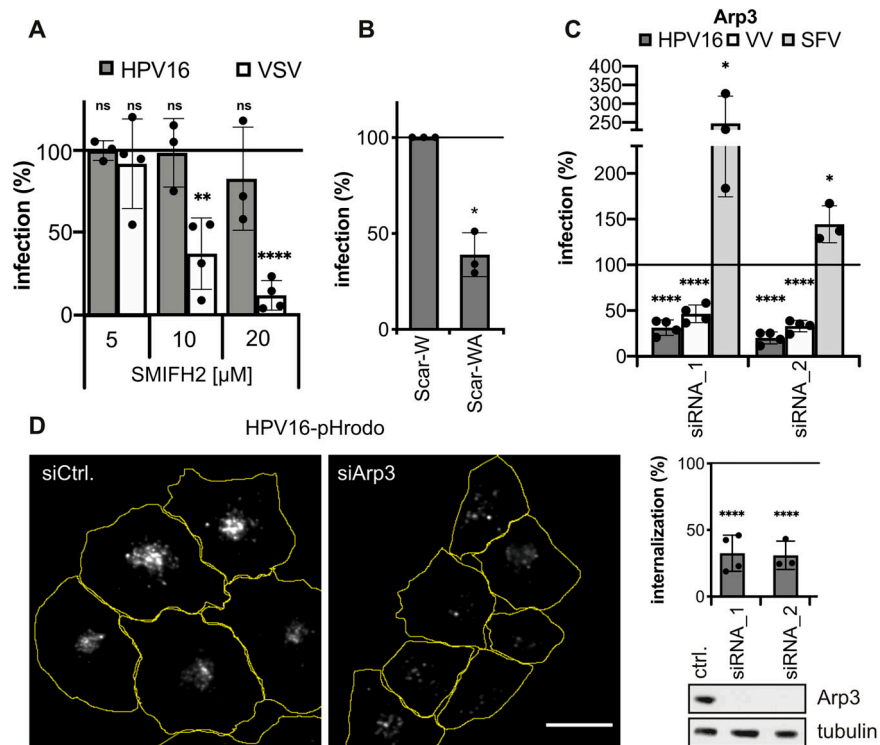 A
HPV16 VSV
ns ns ns ns
** ****
infection (%)
100
50
0
5 10 20
SMIFH2 [µM]
B
infection (%)
100
50
0
*
Scar-W
Scar-WA
C
Arp3
HPV16 VV SFV
infection (%)
400
350
300
250
200
150
100
50
0
*
*
**** ****
**** ****
siRNA_1
siRNA_2
D
HPV16-pHrodo
siCtrl.
siArp3
internalization (%)
100
50
0
**** ****
ctrl.
siRNA_1
siRNA_2
Arp3
tubulin